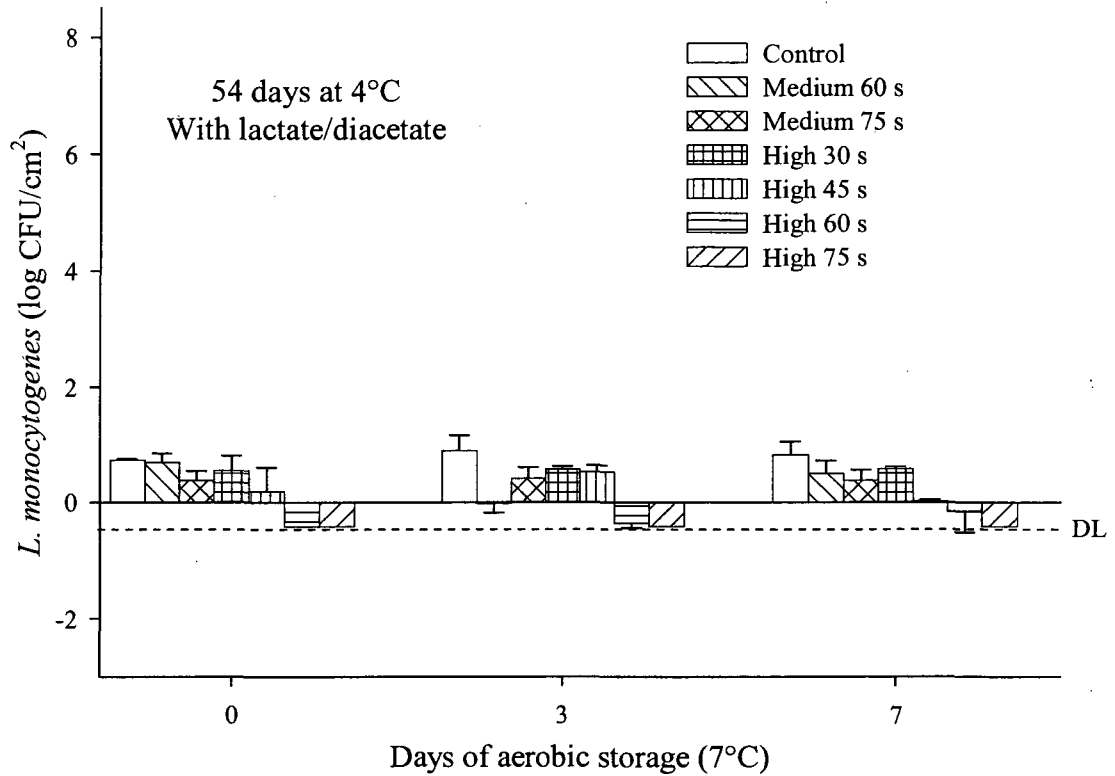 8
6
4
2
0
-2
L. monocytogenes (log CFU/cm²)
54 days at 4°C
With lactate/diacetate
Control
Medium 60 s
Medium 75 s
High 30 s
High 45 s
High 60 s
High 75 s
DL
0 3 7
Days of aerobic storage (7°C)